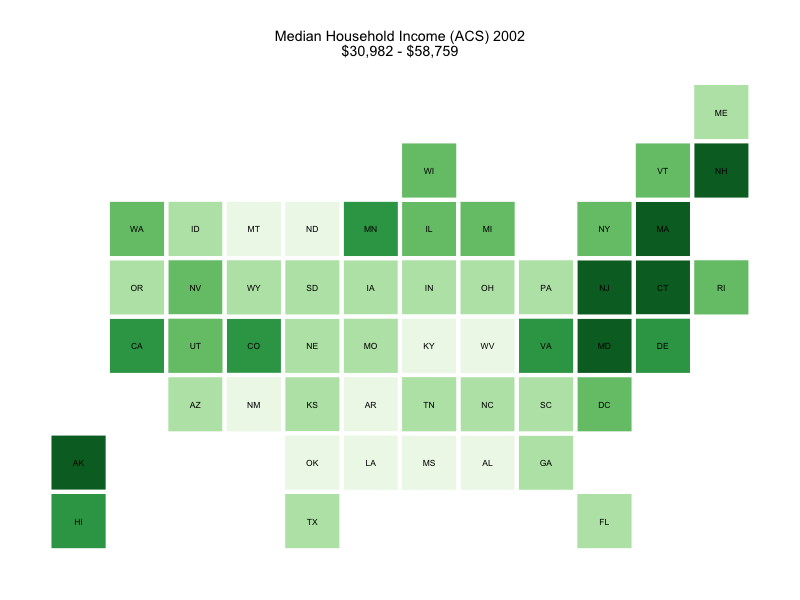 Median Household Income (ACS) 2002
$30,982 - $58,759
ME
WI VT NH
WA ID MT ND MN IL MI NY MA
OR NV WY SD IA IN OH PA NJ CT RI
CA UT CO NE MO KY WV VA MD DE
AZ NM KS AR TN NC SC DC
AK OK LA MS AL GA
HI TX FL